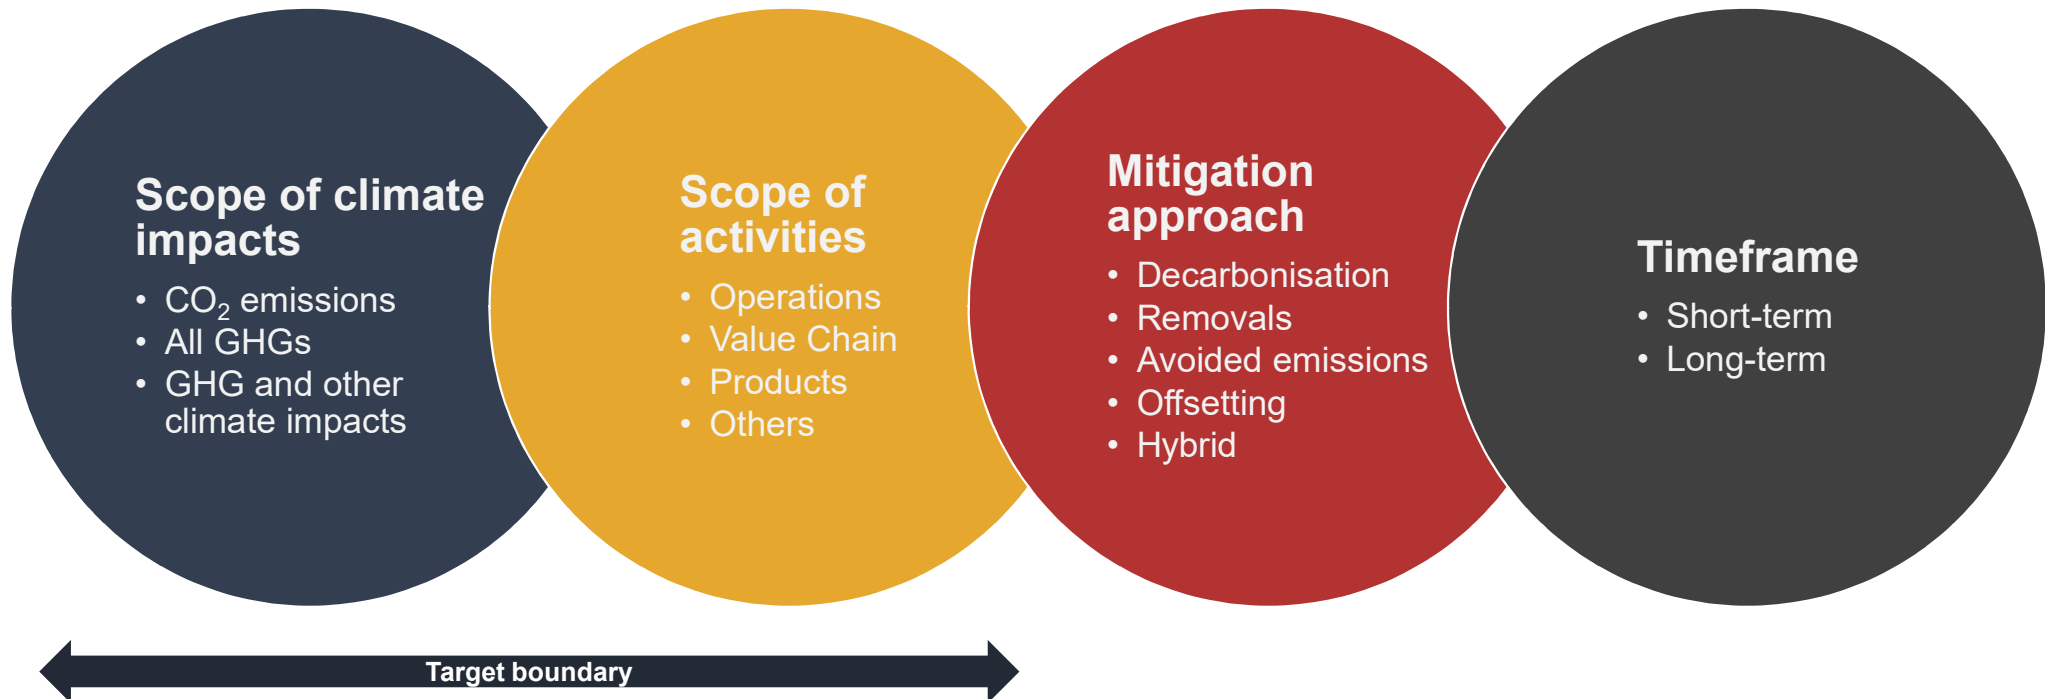 Scope of climate
impacts
• CO₂ emissions
• All GHGs
• GHG and other
climate impacts
Scope of
activities
• Operations
• Value Chain
• Products
• Others
Mitigation
approach
• Decarbonisation
• Removals
• Avoided emissions
• Offsetting
• Hybrid
Timeframe
• Short-term
• Long-term
Target boundary